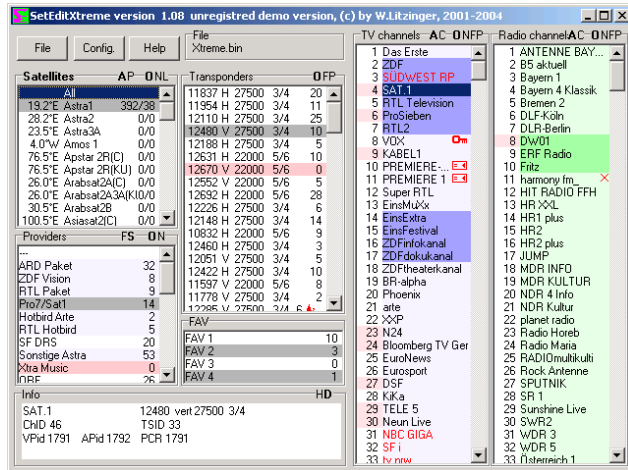 SetEditXtreme version 1.08 unregistred demo version, (c) by W.Litzinger, 2001-2004
File Config. Help
File
Xtreme.bin
Satellites AP ONL
All
19.2°E Astra1 392/38
28.2°E Astra2 0/0
23.5°E Astra3A 0/0
4.0°W Amos 1 0/0
76.5°E Apstar 2R(C) 0/0
76.5°E Apstar 2R(KU) 0/0
26.0°E Arabsat2A(C) 0/0
26.0°E Arabsat2A3A(KU 0/0
30.5°E Arabsat2B 0/0
100.5°E Asiasat2(C) 0/0
Providers FS ON
---
ARD Paket 32
ZDF Vision 8
RTL Paket 9
Pro7/Sat1 14
Hotbird Arte 2
RTL Hotbird 5
SF DRS 20
Sonstige Astra 53
Xtra Music 0
ORF 26
Transponders OFP
11837 H 27500 3/4 20
11954 H 27500 3/4 11
12110 H 27500 3/4 25
12480 V 27500 3/4 10
12188 H 27500 3/4 5
12631 H 22000 5/6 10
12670 V 22000 5/6 0
12552 V 22000 5/6 5
12692 H 22000 5/6 28
12226 H 27500 3/4 6
12148 H 27500 3/4 14
10832 H 22000 5/6 9
12460 H 27500 3/4 3
12051 V 27500 3/4 5
12422 H 27500 3/4 10
11597 V 22000 5/6 8
11778 V 27500 3/4 2
12285 V 27500 3/4 6
FAV
FAV 1 10
FAV 2 3
FAV 3 0
FAV 4 1
Info HD
SAT.1 12480 vert 27500 3/4
ChID 46 TSID 33
VPid 1791 APid 1792 PCR 1791
TV channels AC ONFP
1 Das Erste
2 ZDF
3 SÜDWEST RP
4 SAT.1
5 RTL Television
6 ProSieben
7 RTL2
8 VOX
9 KABEL1
10 PREMIERE-...
11 PREMIERE 1
12 Super RTL
13 EinsMuXx
14 EinsExtra
15 EinsFestival
16 ZDFinfokanal
17 ZDFdokukanal
18 ZDFtheaterkanal
19 BR-alpha
20 Phoenix
21 arte
22 XXP
23 N24
24 Bloomberg TV Ger
25 EuroNews
26 Eurosport
27 DSF
28 KiKa
29 TELE 5
30 Neun Live
31 NBC GIGA
32 SF i
33 tv nrw
Radio channel AC ONFP
1 ANTENNE BAY...
2 B5 aktuell
3 Bayern 1
4 Bayern 4 Klassik
5 Bremen 2
6 DLF-Köln
7 DLR-Berlin
8 DW01
9 ERF Radio
10 Fritz
11 harmony fm_
12 HIT RADIO FFH
13 HR XXL
14 HR1 plus
15 HR2
16 HR2 plus
17 JUMP
18 MDR INFO
19 MDR KULTUR
20 NDR 4 Info
21 NDR Kultur
22 planet radio
23 Radio Horeb
24 Radio Maria
25 RADIOmultikulti
26 Rock Antenne
27 SPUTNIK
28 SR 1
29 Sunshine Live
30 SWR2
31 WDR 3
32 WDR 5
33 Österreich 1